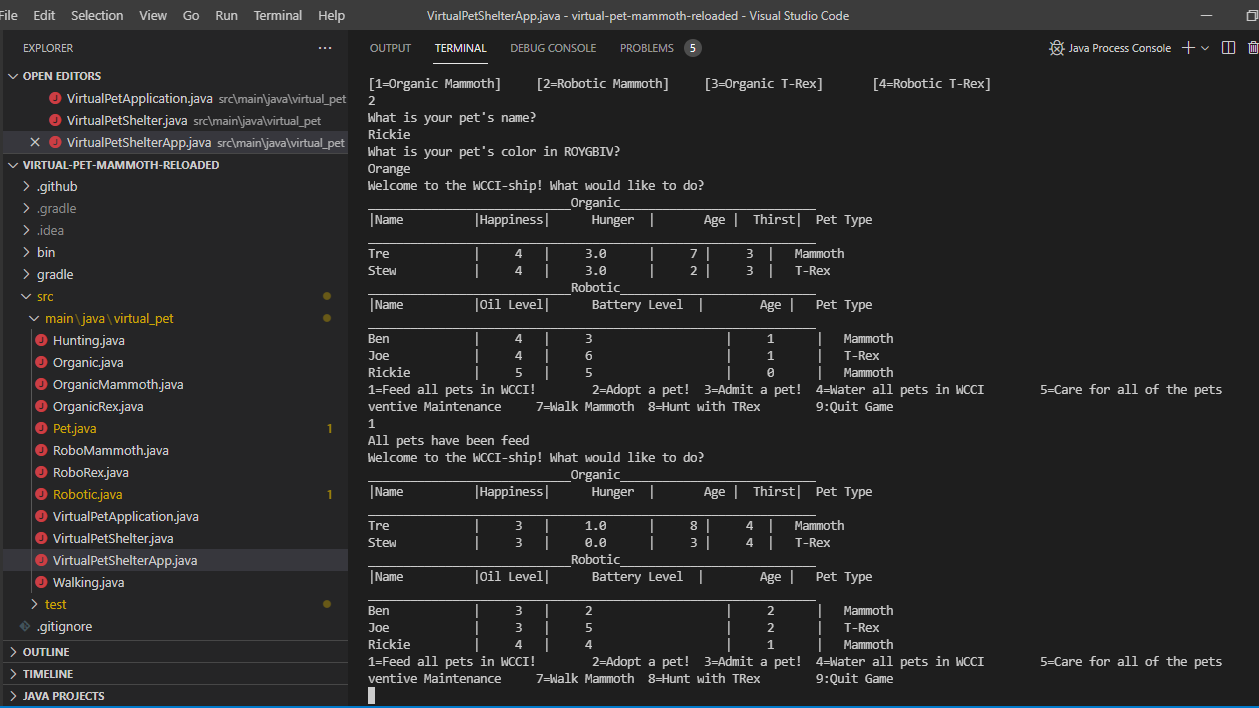 File Edit Selection View Go Run Terminal Help VirtualPetShelterApp.java - virtual-pet-mammoth-reloaded - Visual Studio Code
EXPLORER
OPEN EDITORS
VirtualPetApplication.java src\main\java\virtual_pet
VirtualPetShelter.java src\main\java\virtual_pet
VirtualPetShelterApp.java src\main\java\virtual_pet
VIRTUAL-PET-MAMMOTH-RELOADED
.github
.gradle
.idea
bin
gradle
src
main\java\virtual_pet
Hunting.java
Organic.java
OrganicMammoth.java
OrganicRex.java
Pet.java 1
RoboMammoth.java
RoboRex.java
Robotic.java 1
VirtualPetApplication.java
VirtualPetShelter.java
VirtualPetShelterApp.java
Walking.java
test
.gitignore
OUTLINE
TIMELINE
JAVA PROJECTS
OUTPUT TERMINAL DEBUG CONSOLE PROBLEMS 5 Java Process Console
[1=Organic Mammoth] [2=Robotic Mammoth] [3=Organic T-Rex] [4=Robotic T-Rex]
2
What is your pet's name?
Rickie
What is your pet's color in ROYGBIV?
Orange
Welcome to the WCCI-ship! What would like to do?
_____________________________Organic____________________________
|Name |Happiness| Hunger | Age | Thirst| Pet Type
________________________________________________________________
Tre | 4 | 3.0 | 7 | 3 | Mammoth
Stew | 4 | 3.0 | 2 | 3 | T-Rex
_____________________________Robotic____________________________
|Name |Oil Level| Battery Level | Age | Pet Type
________________________________________________________________
Ben | 4 | 3 | 1 | Mammoth
Joe | 4 | 6 | 1 | T-Rex
Rickie | 5 | 5 | 0 | Mammoth
1=Feed all pets in WCCI! 2=Adopt a pet! 3=Admit a pet! 4=Water all pets in WCCI 5=Care for all of the pets
ventive Maintenance 7=Walk Mammoth 8=Hunt with TRex 9:Quit Game
1
All pets have been feed
Welcome to the WCCI-ship! What would like to do?
_____________________________Organic____________________________
|Name |Happiness| Hunger | Age | Thirst| Pet Type
________________________________________________________________
Tre | 3 | 1.0 | 8 | 4 | Mammoth
Stew | 3 | 0.0 | 3 | 4 | T-Rex
_____________________________Robotic____________________________
|Name |Oil Level| Battery Level | Age | Pet Type
________________________________________________________________
Ben | 3 | 2 | 2 | Mammoth
Joe | 3 | 5 | 2 | T-Rex
Rickie | 4 | 4 | 1 | Mammoth
1=Feed all pets in WCCI! 2=Adopt a pet! 3=Admit a pet! 4=Water all pets in WCCI 5=Care for all of the pets
ventive Maintenance 7=Walk Mammoth 8=Hunt with TRex 9:Quit Game